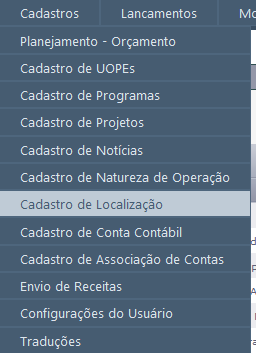 Cadastros Lancamentos
Planejamento - Orçamento
Cadastro de UOPEs
Cadastro de Programas
Cadastro de Projetos
Cadastro de Notícias
Cadastro de Natureza de Operação
Cadastro de Localização
Cadastro de Conta Contábil
Cadastro de Associação de Contas
Envio de Receitas
Configurações do Usuário
Traduções